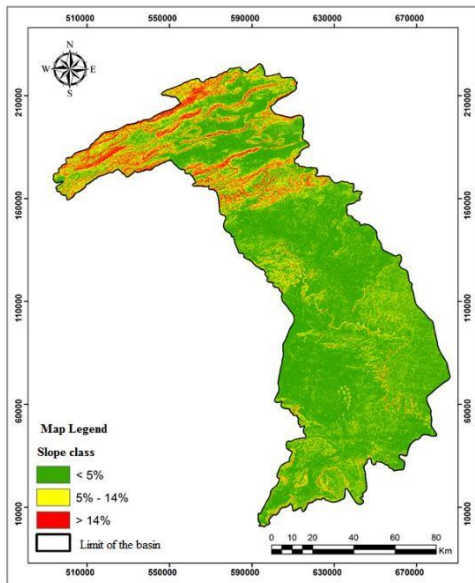 510000 550000 590000 630000 670000
N
W E
S
210000 210000
160000 160000
110000 110000
60000 60000
10000 10000
Map Legend
Slope class
< 5%
5% - 14%
> 14%
Limit of the basin
0 10 20 40 60 80
Km
510000 550000 590000 630000 670000